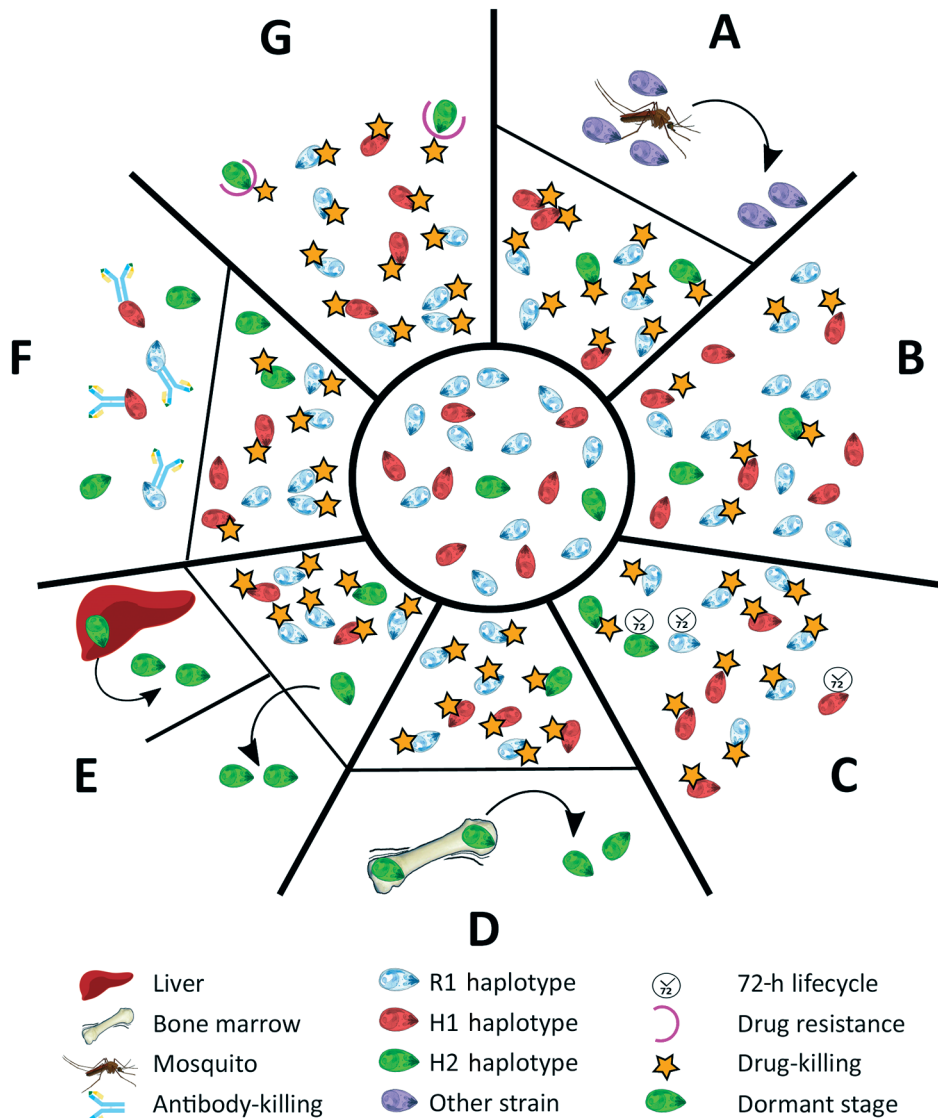 G
A
F
B
72
72
72
E
C
D
Liver
R1 haplotype
72
72-h lifecycle
Bone marrow
H1 haplotype
Drug resistance
Mosquito
H2 haplotype
Drug-killing
Antibody-killing
Other strain
Dormant stage